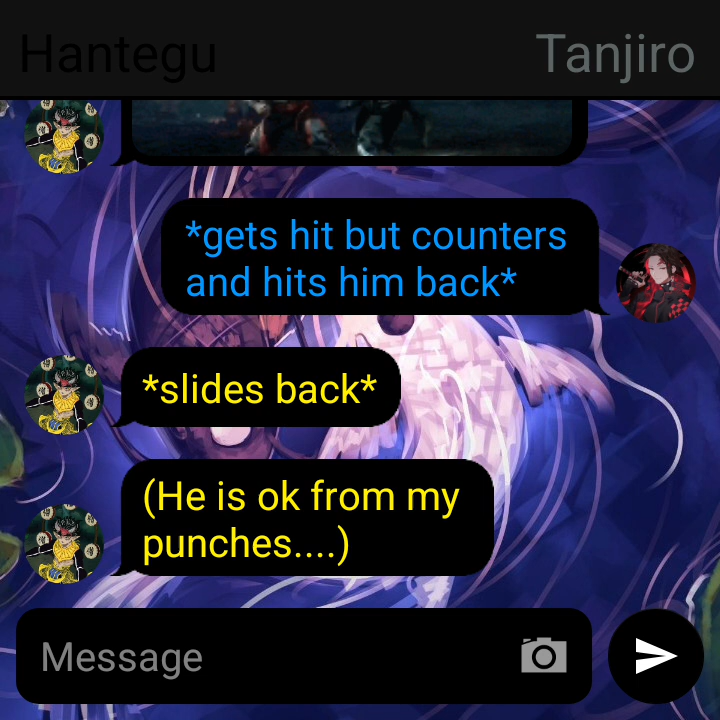 Hantegu
Tanjiro
*gets hit but counters
and hits him back*
*slides back*
(He is ok from my
punches....)
Message